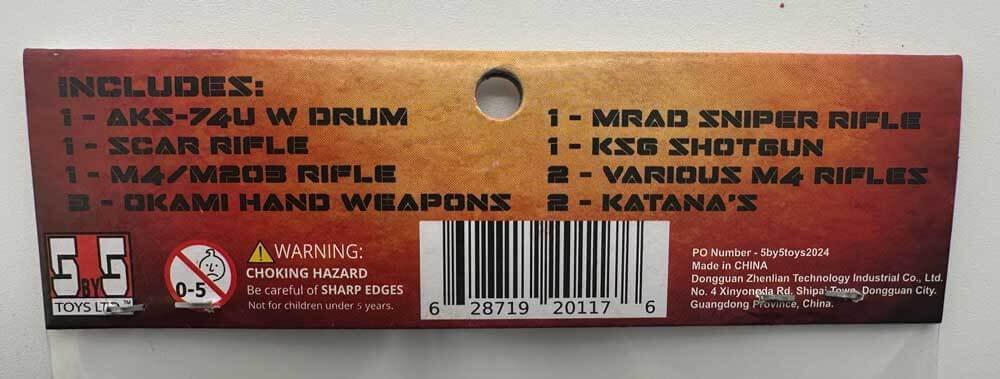 INCLUDES:
1 - AKS-74U W DRUM
1 - SCAR RIFLE
1 - M4/M203 RIFLE
3 - OKAMI HAND WEAPONS
1 - MRAD SNIPER RIFLE
1 - KSG SHOTGUN
2 - VARIOUS M4 RIFLES
2 - KATANA'S
5 BY 5
TOYS LTD.™
0-5
WARNING:
CHOKING HAZARD
Be careful of SHARP EDGES
Not for children under 5 years.
6 28719 20117 6
PO Number - 5by5toys2024
Made in CHINA
Dongguan Zhenlian Technology Industrial Co., Ltd.
No. 4 Xinyongda Rd. Shipai Town, Dongguan City.
Guangdong Province, China.